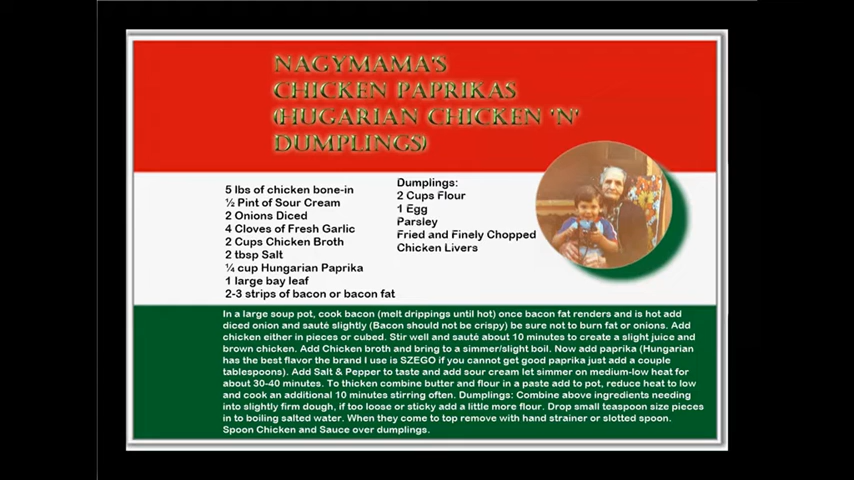 NAGYMAMA'S
CHICKEN PAPRIKAS
(HUGARIAN CHICKEN 'N'
DUMPLINGS)
5 lbs of chicken bone-in
½ Pint of Sour Cream
2 Onions Diced
4 Cloves of Fresh Garlic
2 Cups Chicken Broth
2 tbsp Salt
¼ cup Hungarian Paprika
1 large bay leaf
2-3 strips of bacon or bacon fat
Dumplings:
2 Cups Flour
1 Egg
Parsley
Fried and Finely Chopped
Chicken Livers
In a large soup pot, cook bacon (melt drippings until hot) once bacon fat renders and is hot add
diced onion and sauté slightly (Bacon should not be crispy) be sure not to burn fat or onions. Add
chicken either in pieces or cubed. Stir well and sauté about 10 minutes to create a slight juice and
brown chicken. Add Chicken broth and bring to a simmer/slight boil. Now add paprika (Hungarian
has the best flavor the brand I use is SZEGO if you cannot get good paprika just add a couple
tablespoons). Add Salt & Pepper to taste and add sour cream let simmer on medium-low heat for
about 30-40 minutes. To thicken combine butter and flour in a paste add to pot, reduce heat to low
and cook an additional 10 minutes stirring often. Dumplings: Combine above ingredients needing
into slightly firm dough, if too loose or sticky add a little more flour. Drop small teaspoon size pieces
in to boiling salted water. When they come to top remove with hand strainer or slotted spoon.
Spoon Chicken and Sauce over dumplings.